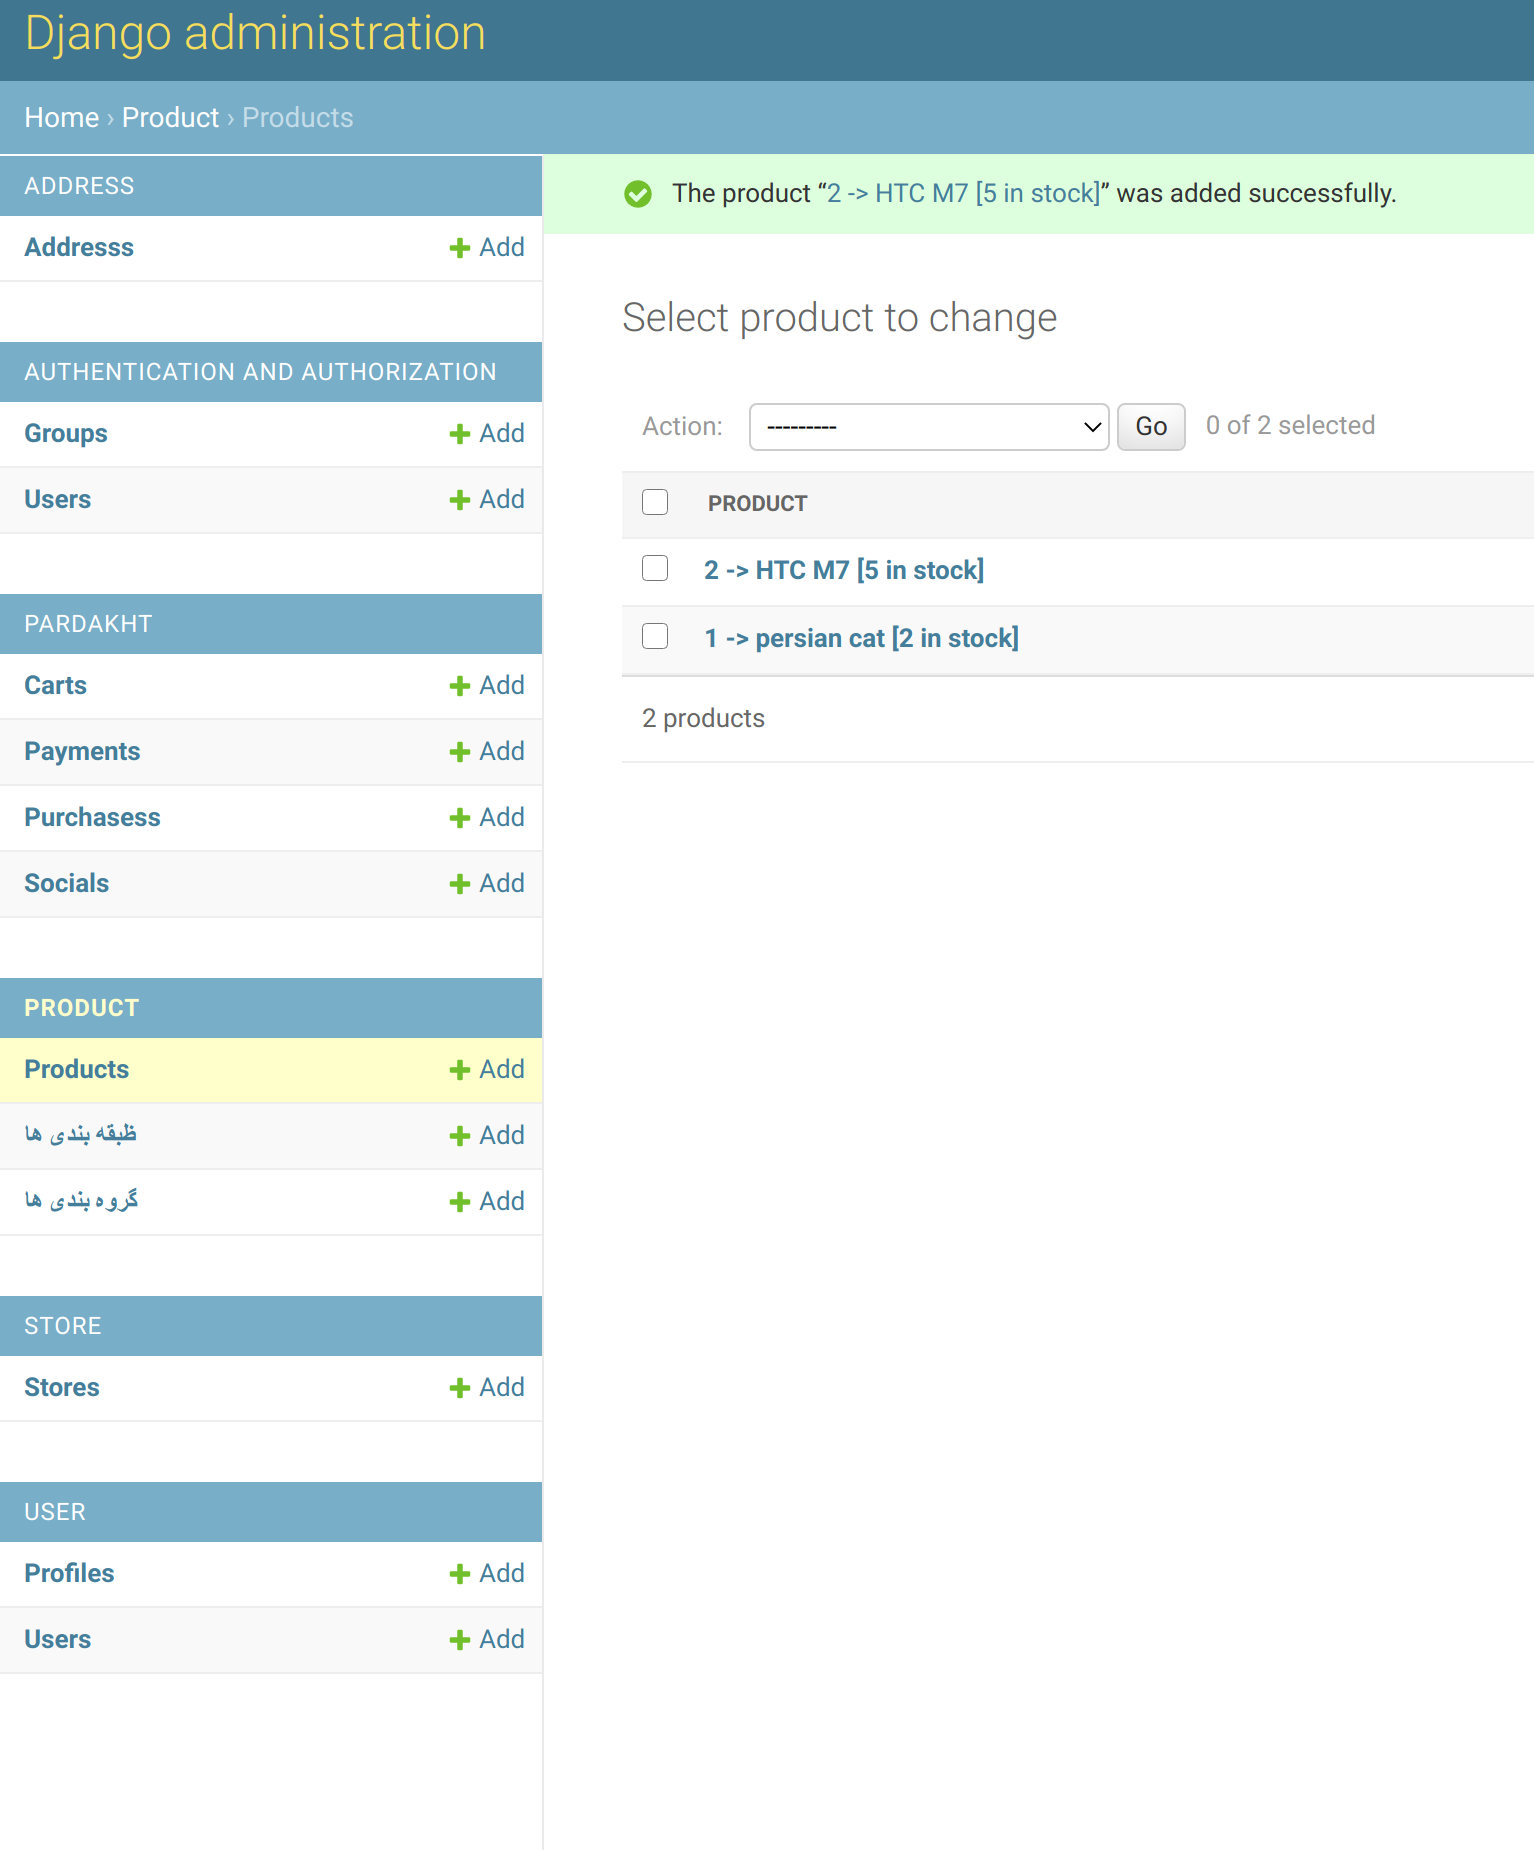 Django administration
Home › Product › Products
ADDRESS
Addresss Add
AUTHENTICATION AND AUTHORIZATION
Groups Add
Users Add
PARDAKHT
Carts Add
Payments Add
Purchasess Add
Socials Add
PRODUCT
Products Add
ظبقه بندی ها Add
گروه بندی ها Add
STORE
Stores Add
USER
Profiles Add
Users Add
The product “2 -> HTC M7 [5 in stock]” was added successfully.
Select product to change
Action: --------- Go 0 of 2 selected
PRODUCT
2 -> HTC M7 [5 in stock]
1 -> persian cat [2 in stock]
2 products